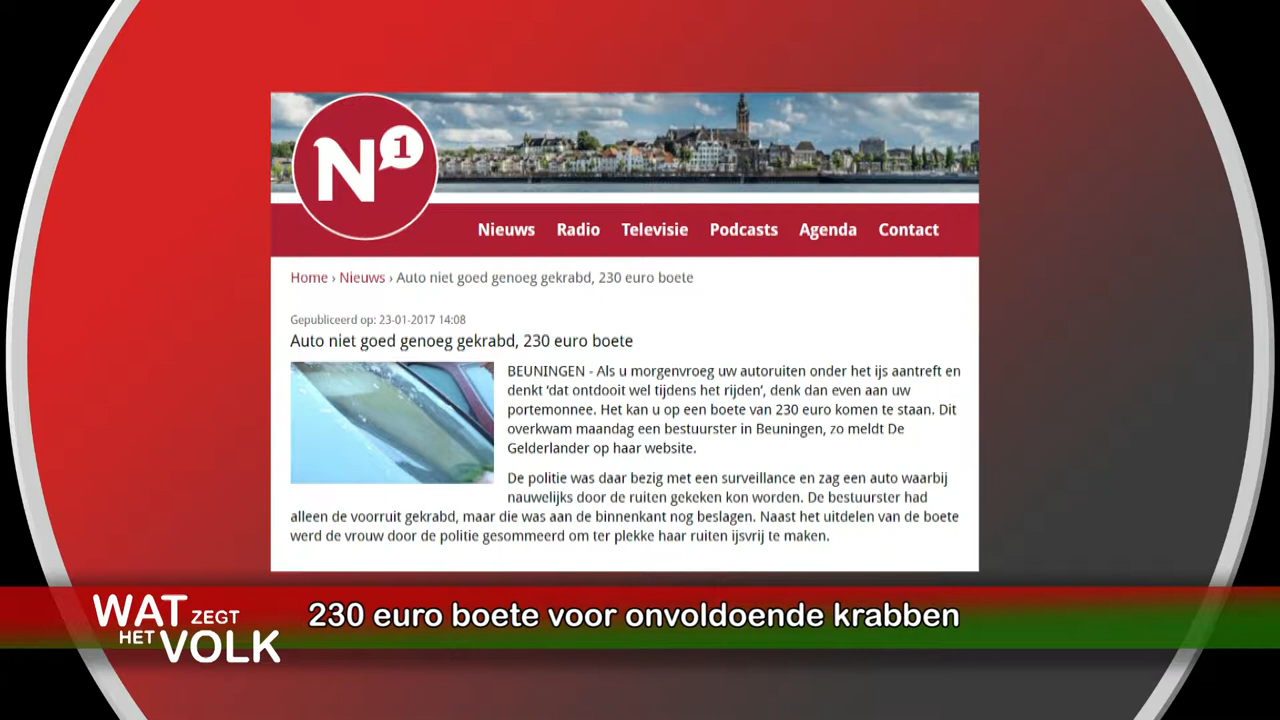 N1
Nieuws Radio Televisie Podcasts Agenda Contact
Home › Nieuws › Auto niet goed genoeg gekrabd, 230 euro boete
Gepubliceerd op: 23-01-2017 14:08
Auto niet goed genoeg gekrabd, 230 euro boete
BEUNINGEN - Als u morgenvroeg uw autoruiten onder het ijs aantreft en
denkt ‘dat ontdooit wel tijdens het rijden’, denk dan even aan uw
portemonnee. Het kan u op een boete van 230 euro komen te staan. Dit
overkwam maandag een bestuurster in Beuningen, zo meldt De
Gelderlander op haar website.
De politie was daar bezig met een surveillance en zag een auto waarbij
nauwelijks door de ruiten gekeken kon worden. De bestuurster had
alleen de voorruit gekrabd, maar die was aan de binnenkant nog beslagen. Naast het uitdelen van de boete
werd de vrouw door de politie gesommeerd om ter plekke haar ruiten ijsvrij te maken.
WAT ZEGT
HET VOLK
230 euro boete voor onvoldoende krabben